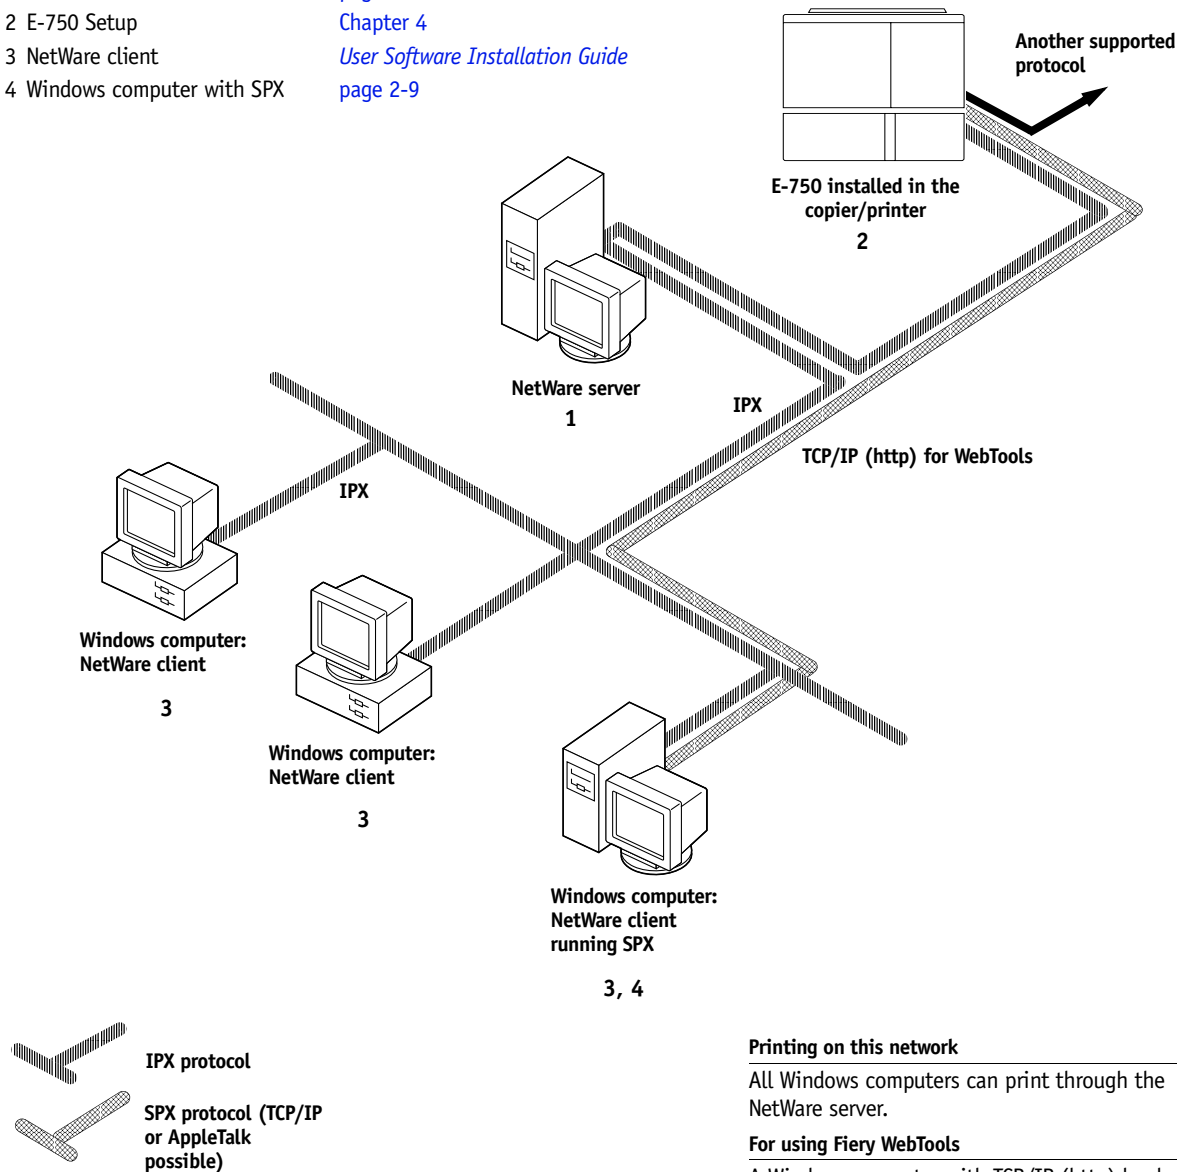 2 E-750 Setup Chapter 4
3 NetWare client User Software Installation Guide
4 Windows computer with SPX page 2-9
Another supported
protocol
E-750 installed in the
copier/printer
2
NetWare server
1
IPX
TCP/IP (http) for WebTools
IPX
Windows computer:
NetWare client
3
Windows computer:
NetWare client
3
Windows computer:
NetWare client
running SPX
3, 4
IPX protocol
SPX protocol (TCP/IP
or AppleTalk
possible)
Printing on this network
All Windows computers can print through the
NetWare server.
For using Fiery WebTools